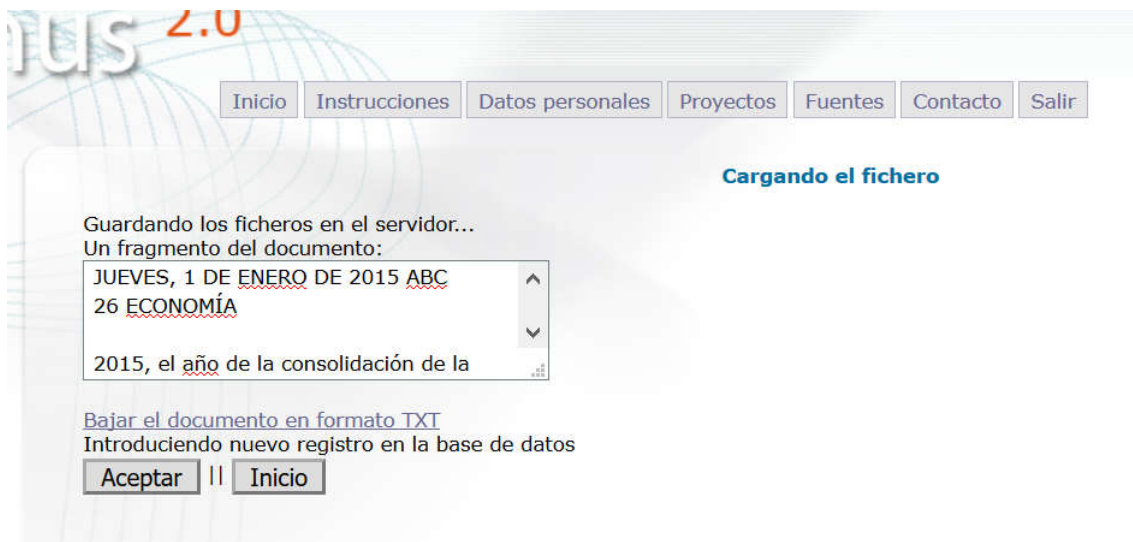 2.0
Inicio Instrucciones Datos personales Proyectos Fuentes Contacto Salir
Cargando el fichero
Guardando los ficheros en el servidor...
Un fragmento del documento:
JUEVES, 1 DE ENERO DE 2015 ABC
26 ECONOMÍA
2015, el año de la consolidación de la
Bajar el documento en formato TXT
Introduciendo nuevo registro en la base de datos
Aceptar || Inicio